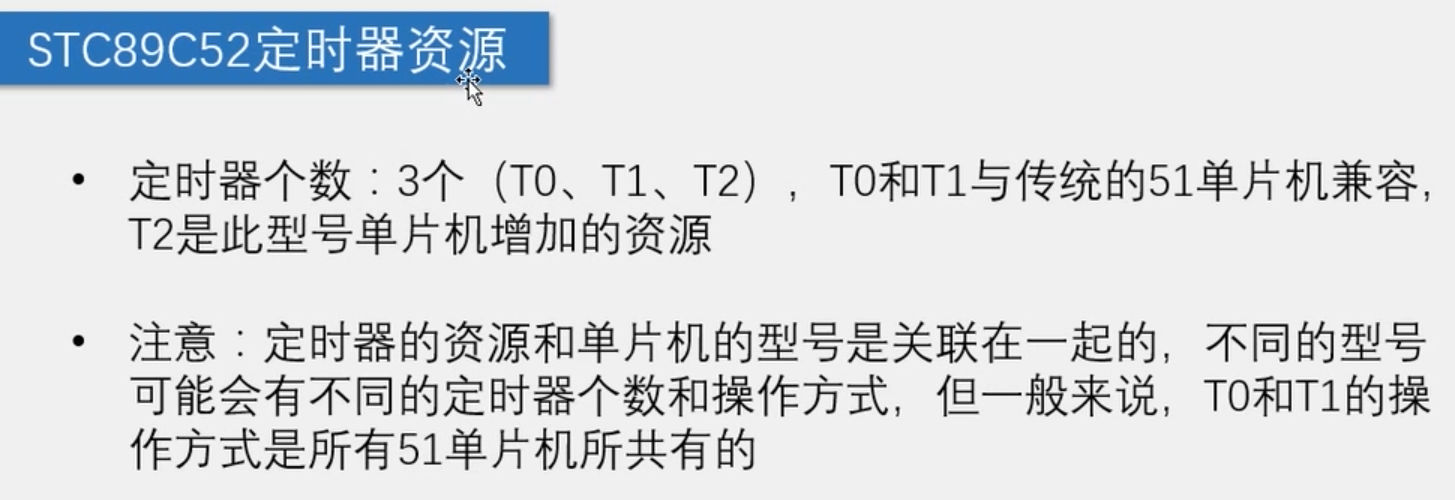 STC89C52定时器资源
• 定时器个数：3个（T0、T1、T2），T0和T1与传统的51单片机兼容，
T2是此型号单片机增加的资源
• 注意：定时器的资源和单片机的型号是关联在一起的，不同的型号
可能会有不同的定时器个数和操作方式，但一般来说，T0和T1的操
作方式是所有51单片机所共有的